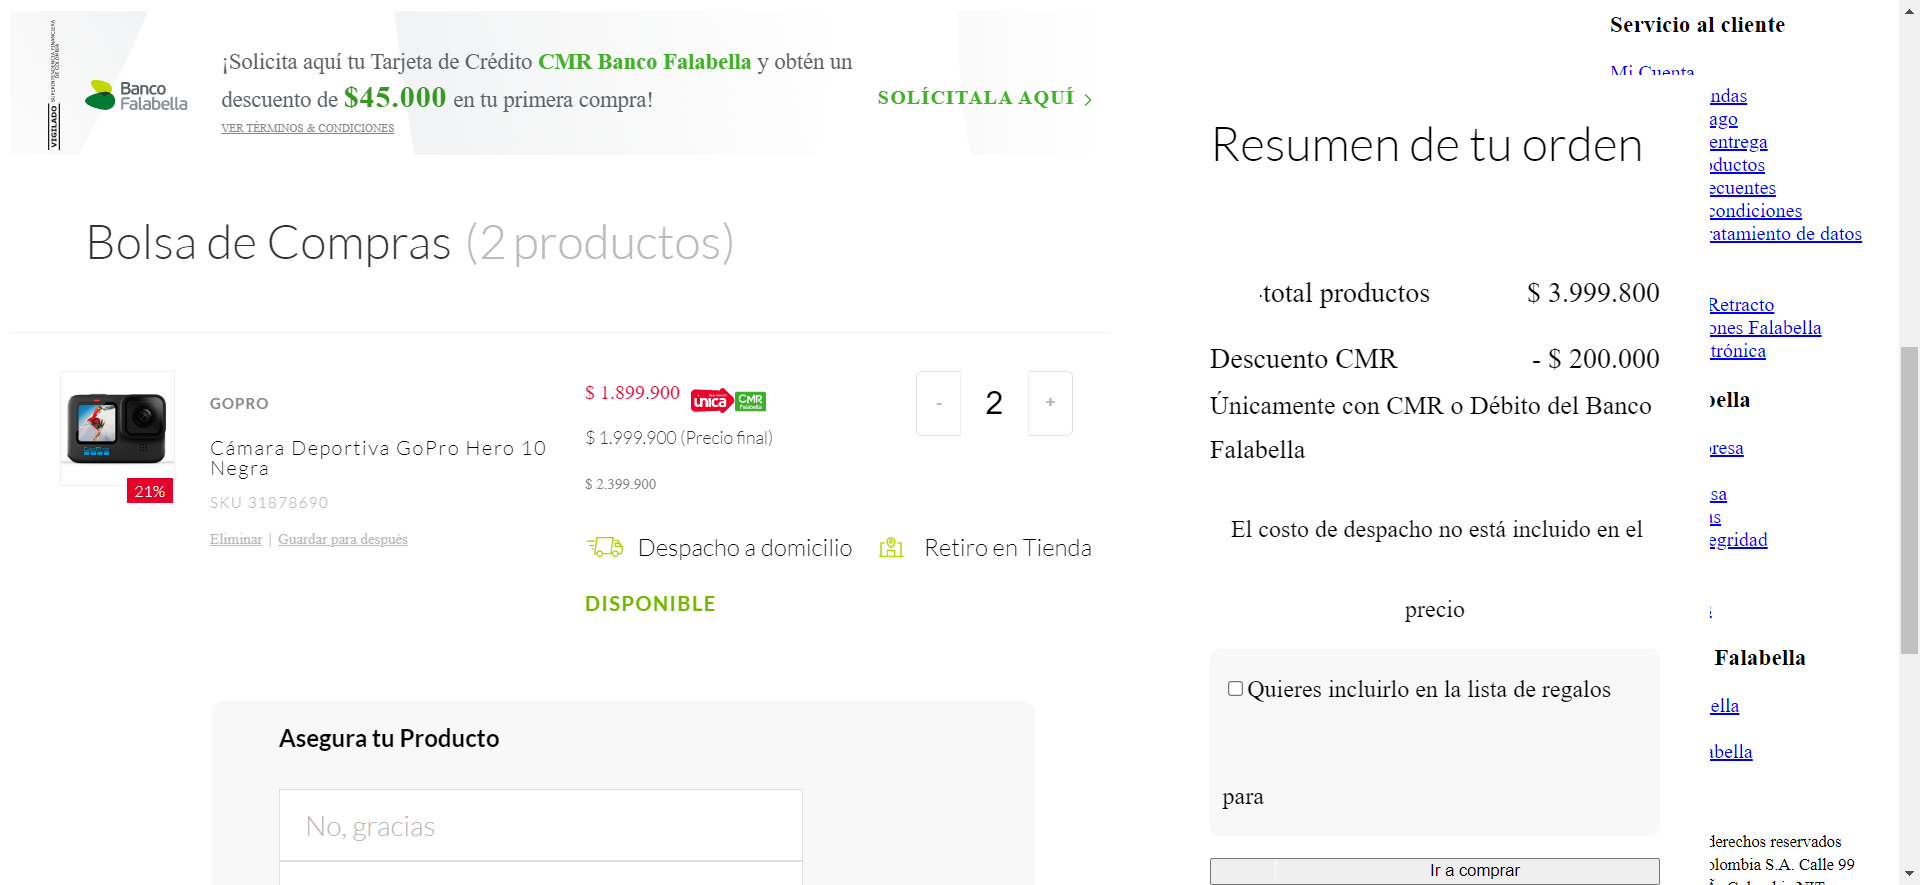 VIGILADO SUPERINTENDENCIA FINANCIERA DE COLOMBIA
Banco Falabella
¡Solicita aquí tu Tarjeta de Crédito CMR Banco Falabella y obtén un
descuento de $45.000 en tu primera compra!
VER TÉRMINOS & CONDICIONES
SOLÍCITALA AQUÍ
Bolsa de Compras (2 productos)
GOPRO
Cámara Deportiva GoPro Hero 10
Negra
SKU 31878690
Eliminar | Guardar para después
21%
$ 1.899.900
única
CMR Falabella
$ 1.999.900 (Precio final)
$ 2.399.900
- 2 +
Despacho a domicilio
Retiro en Tienda
DISPONIBLE
Asegura tu Producto
No, gracias
Resumen de tu orden
-total productos $ 3.999.800
Descuento CMR - $ 200.000
Únicamente con CMR o Débito del Banco
Falabella
El costo de despacho no está incluido en el
precio
Quieres incluirlo en la lista de regalos
para
Ir a comprar
Servicio al cliente
Mi Cuenta
ndas
ago
entrega
oductos
ecuentes
condiciones
ratamiento de datos
Retracto
ones Falabella
trónica
bella
presa
sa
as
egridad
Falabella
ella
abella
derechos reservados
olombia S.A. Calle 99